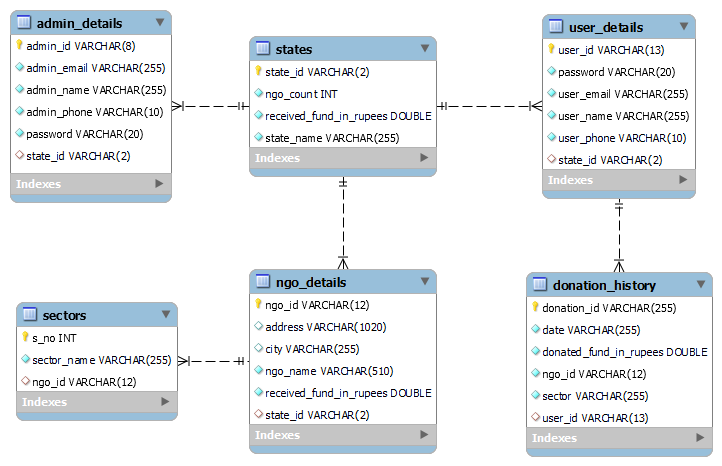 admin_details
admin_id VARCHAR(8)
admin_email VARCHAR(255)
admin_name VARCHAR(255)
admin_phone VARCHAR(10)
password VARCHAR(20)
state_id VARCHAR(2)
Indexes
states
state_id VARCHAR(2)
ngo_count INT
received_fund_in_rupees DOUBLE
state_name VARCHAR(255)
Indexes
user_details
user_id VARCHAR(13)
password VARCHAR(20)
user_email VARCHAR(255)
user_name VARCHAR(255)
user_phone VARCHAR(10)
state_id VARCHAR(2)
Indexes
sectors
s_no INT
sector_name VARCHAR(255)
ngo_id VARCHAR(12)
Indexes
ngo_details
ngo_id VARCHAR(12)
address VARCHAR(1020)
city VARCHAR(255)
ngo_name VARCHAR(510)
received_fund_in_rupees DOUBLE
state_id VARCHAR(2)
Indexes
donation_history
donation_id VARCHAR(255)
date VARCHAR(255)
donated_fund_in_rupees DOUBLE
ngo_id VARCHAR(12)
sector VARCHAR(255)
user_id VARCHAR(13)
Indexes